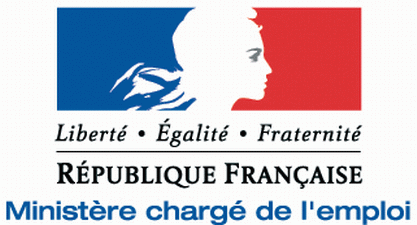 Liberté • Égalité • Fraternité
RÉPUBLIQUE FRANÇAISE
Ministère chargé de l'emploi